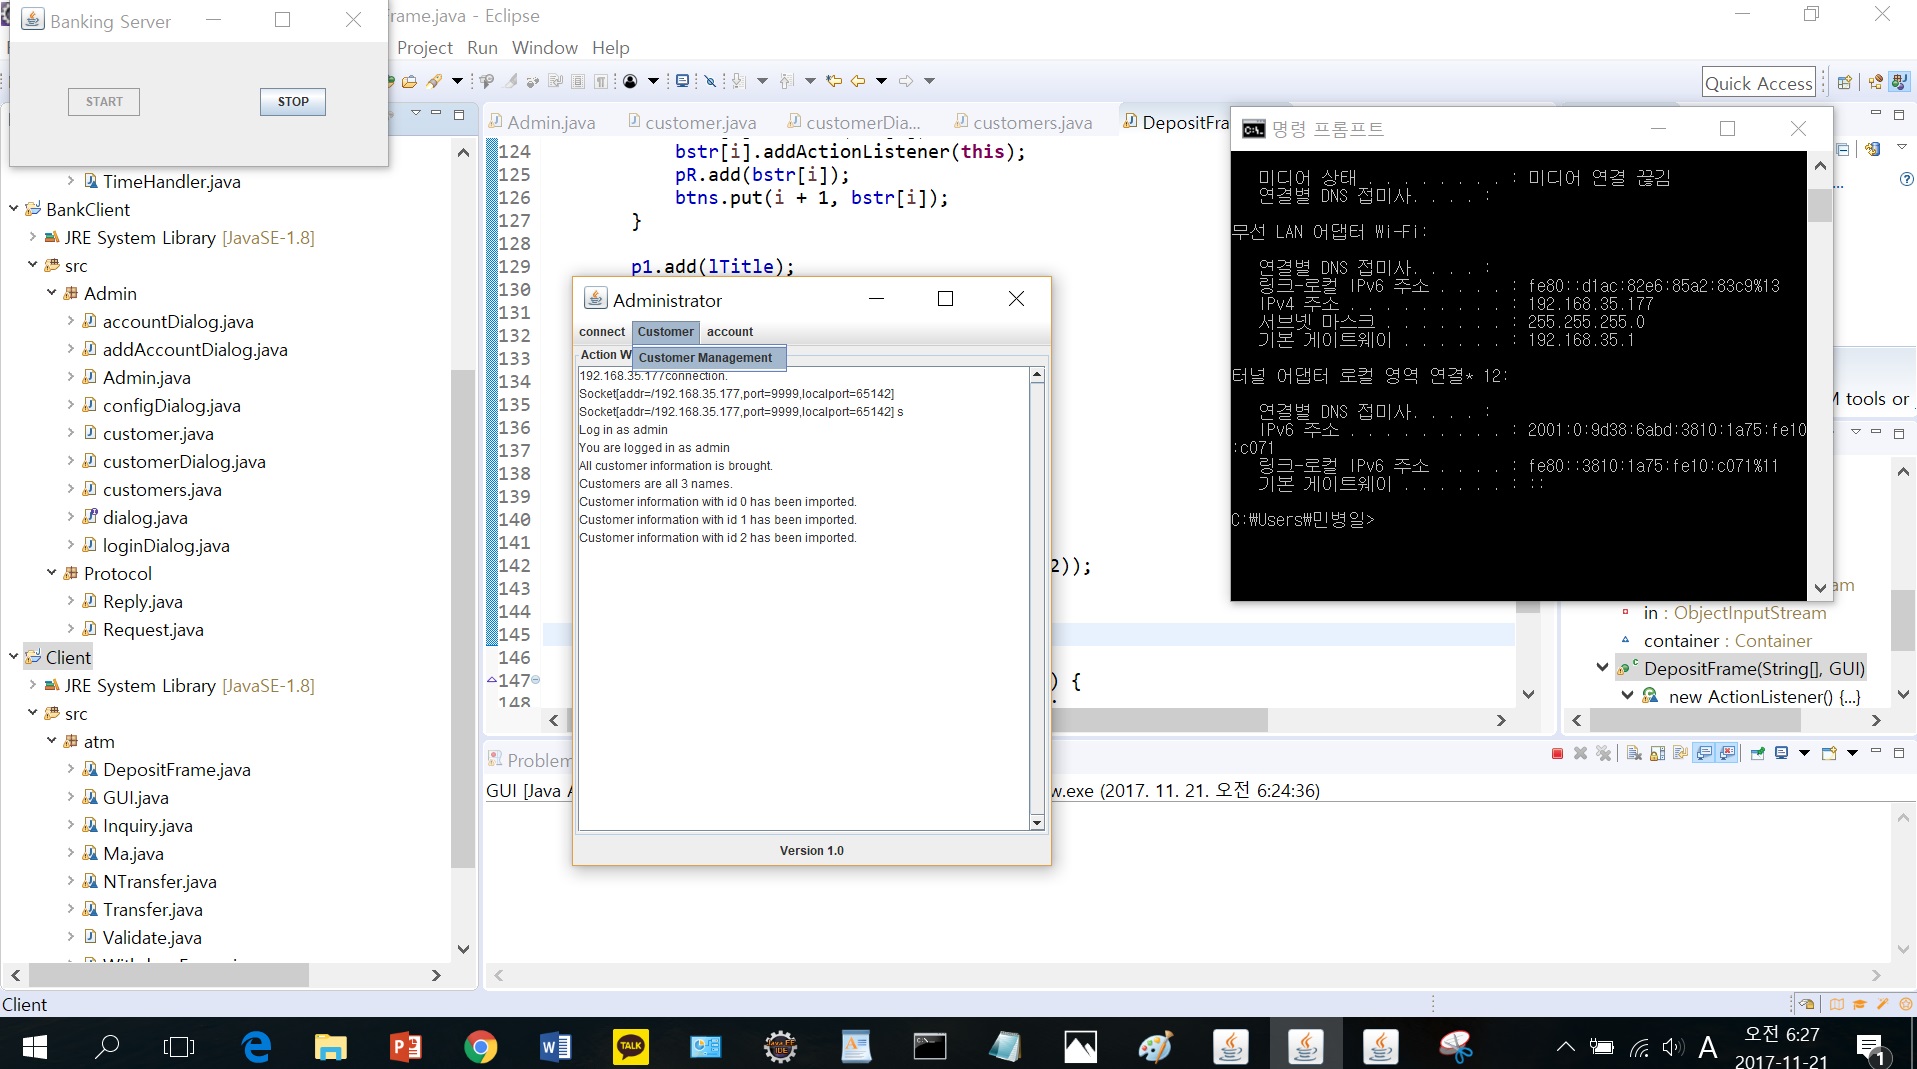 Banking Server
START
STOP
Frame.java - Eclipse
Project Run Window Help
Quick Access
TimeHandler.java
BankClient
JRE System Library [JavaSE-1.8]
src
Admin
accountDialog.java
addAccountDialog.java
Admin.java
configDialog.java
customer.java
customerDialog.java
customers.java
dialog.java
loginDialog.java
Protocol
Reply.java
Request.java
Client
JRE System Library [JavaSE-1.8]
src
atm
DepositFrame.java
GUI.java
Inquiry.java
Ma.java
NTransfer.java
Transfer.java
Validate.java
Client
Admin.java
customer.java
customerDia...
customers.java
DepositFra
124 bstr[i].addActionListener(this);
125 pR.add(bstr[i]);
126 btns.put(i + 1, bstr[i]);
127 }
128
129 p1.add(lTitle);
130
131
132
133
134
135
136
137
138
139
140
141
142 2));
143
144
145
146
147 ) {
148
Administrator
connect Customer account
Customer Management
Action W
192.168.35.177connection.
Socket[addr=/192.168.35.177,port=9999,localport=65142]
Socket[addr=/192.168.35.177,port=9999,localport=65142] s
Log in as admin
You are logged in as admin
All customer information is brought.
Customers are all 3 names.
Customer information with id 0 has been imported.
Customer information with id 1 has been imported.
Customer information with id 2 has been imported.
Version 1.0
명령 프롬프트
미디어 상태 . . . . . . . . : 미디어 연결 끊김
연결별 DNS 접미사. . . . :
무선 LAN 어댑터 Wi-Fi:
연결별 DNS 접미사. . . . :
링크-로컬 IPv6 주소 . . . . : fe80::d1ac:82e6:85a2:83c9%13
IPv4 주소 . . . . . . . . . : 192.168.35.177
서브넷 마스크 . . . . . . . : 255.255.255.0
기본 게이트웨이 . . . . . . : 192.168.35.1
터널 어댑터 로컬 영역 연결* 12:
연결별 DNS 접미사. . . . :
IPv6 주소 . . . . . . . . . : 2001:0:9d38:6abd:3810:1a75:fe10
:c071
링크-로컬 IPv6 주소 . . . . : fe80::3810:1a75:fe10:c071%11
기본 게이트웨이 . . . . . . : ::
C:₩Users₩민병일>
tools or
in : ObjectInputStream
container : Container
DepositFrame(String[], GUI)
new ActionListener() {...}
Problem
GUI [Java A
w.exe (2017. 11. 21. 오전 6:24:36)
TALK
A
오전 6:27
2017-11-21
1